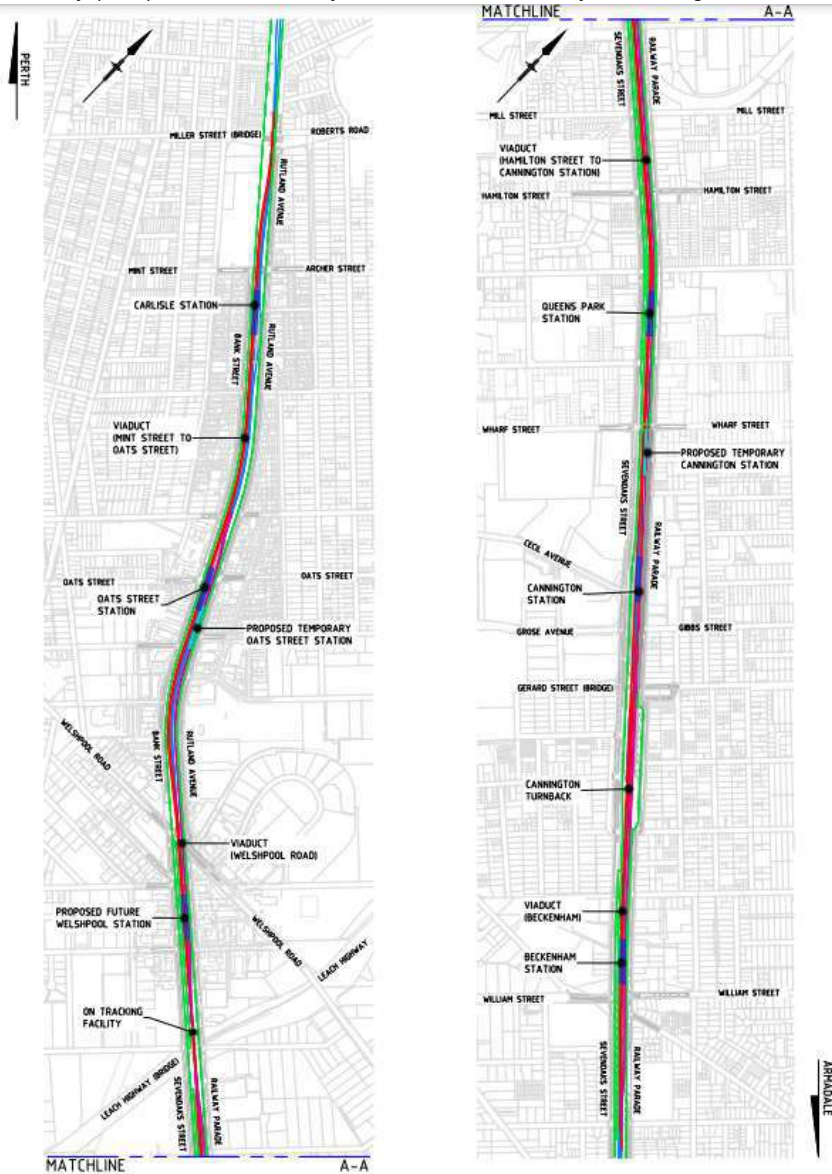 PERTH
MILLER STREET (BRIDGE)
ROBERTS ROAD
RUTLAND AVENUE
MINT STREET
ARCHER STREET
CARLISLE STATION
BANK STREET
RUTLAND AVENUE
VIADUCT
(MINT STREET TO
OATS STREET)
OATS STREET
OATS STREET
OATS STREET
STATION
PROPOSED TEMPORARY
OATS STREET STATION
WELSHPOOL ROAD
BANK STREET
RUTLAND AVENUE
VIADUCT
(WELSHPOOL ROAD)
PROPOSED FUTURE
WELSHPOOL STATION
WELSHPOOL ROAD
LEACH HIGHWAY
ON TRACKING
FACILITY
LEACH HIGHWAY (BRIDGE)
SEVENOAKS STREET
RAILWAY PARADE
MATCHLINE
A-A
MATCHLINE
A-A
SEVENOAKS STREET
RAILWAY PARADE
MILL STREET
MILL STREET
VIADUCT
(HAMILTON STREET TO
CANNINGTON STATION)
HAMILTON STREET
HAMILTON STREET
QUEENS PARK
STATION
WHARF STREET
WHARF STREET
PROPOSED TEMPORARY
CANNINGTON STATION
SEVENOAKS STREET
RAILWAY PARADE
CECIL AVENUE
CANNINGTON
STATION
GROSE AVENUE
GIBBS STREET
GERARD STREET (BRIDGE)
CANNINGTON
TURNBACK
VIADUCT
(BECKENHAM)
BECKENHAM
STATION
WILLIAM STREET
WILLIAM STREET
SEVENOAKS STREET
RAILWAY PARADE
ARMADALE